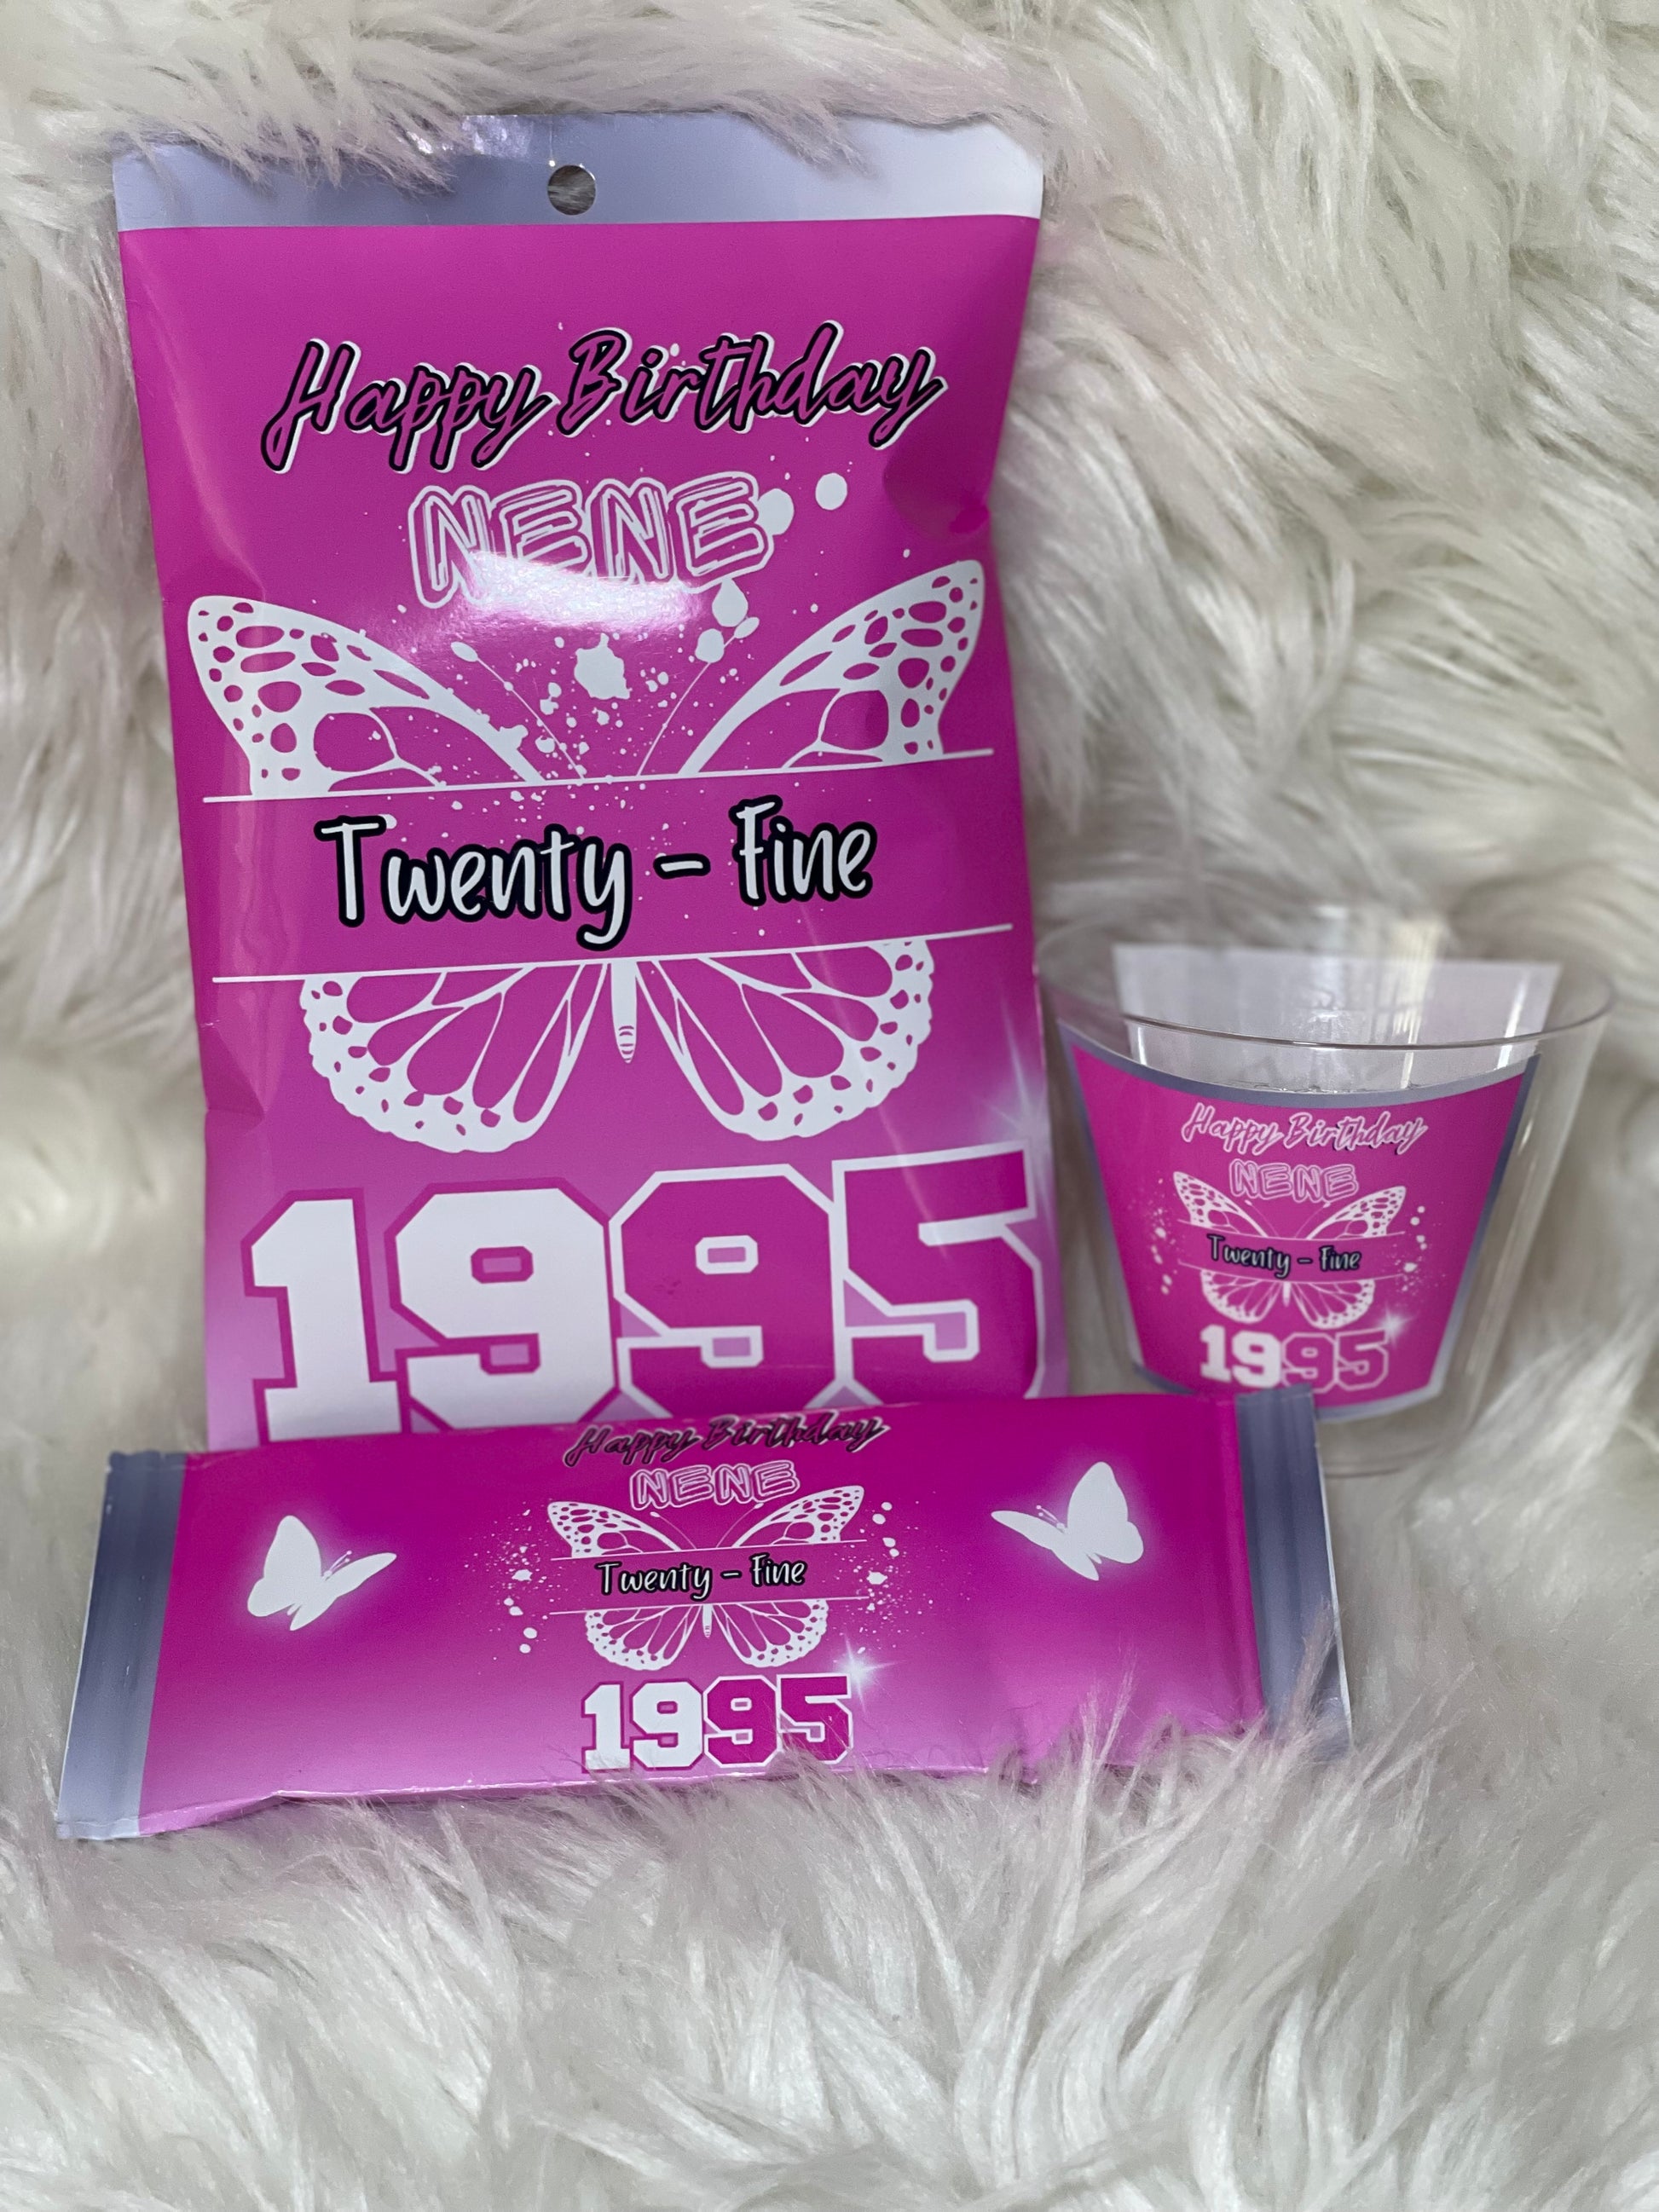 Happy Birthday
NENE
Twenty - Fine
1995
Happy Birthday
NENE
Twenty - Fine
1995
Happy Birthday
NENE
Twenty - Fine
1995